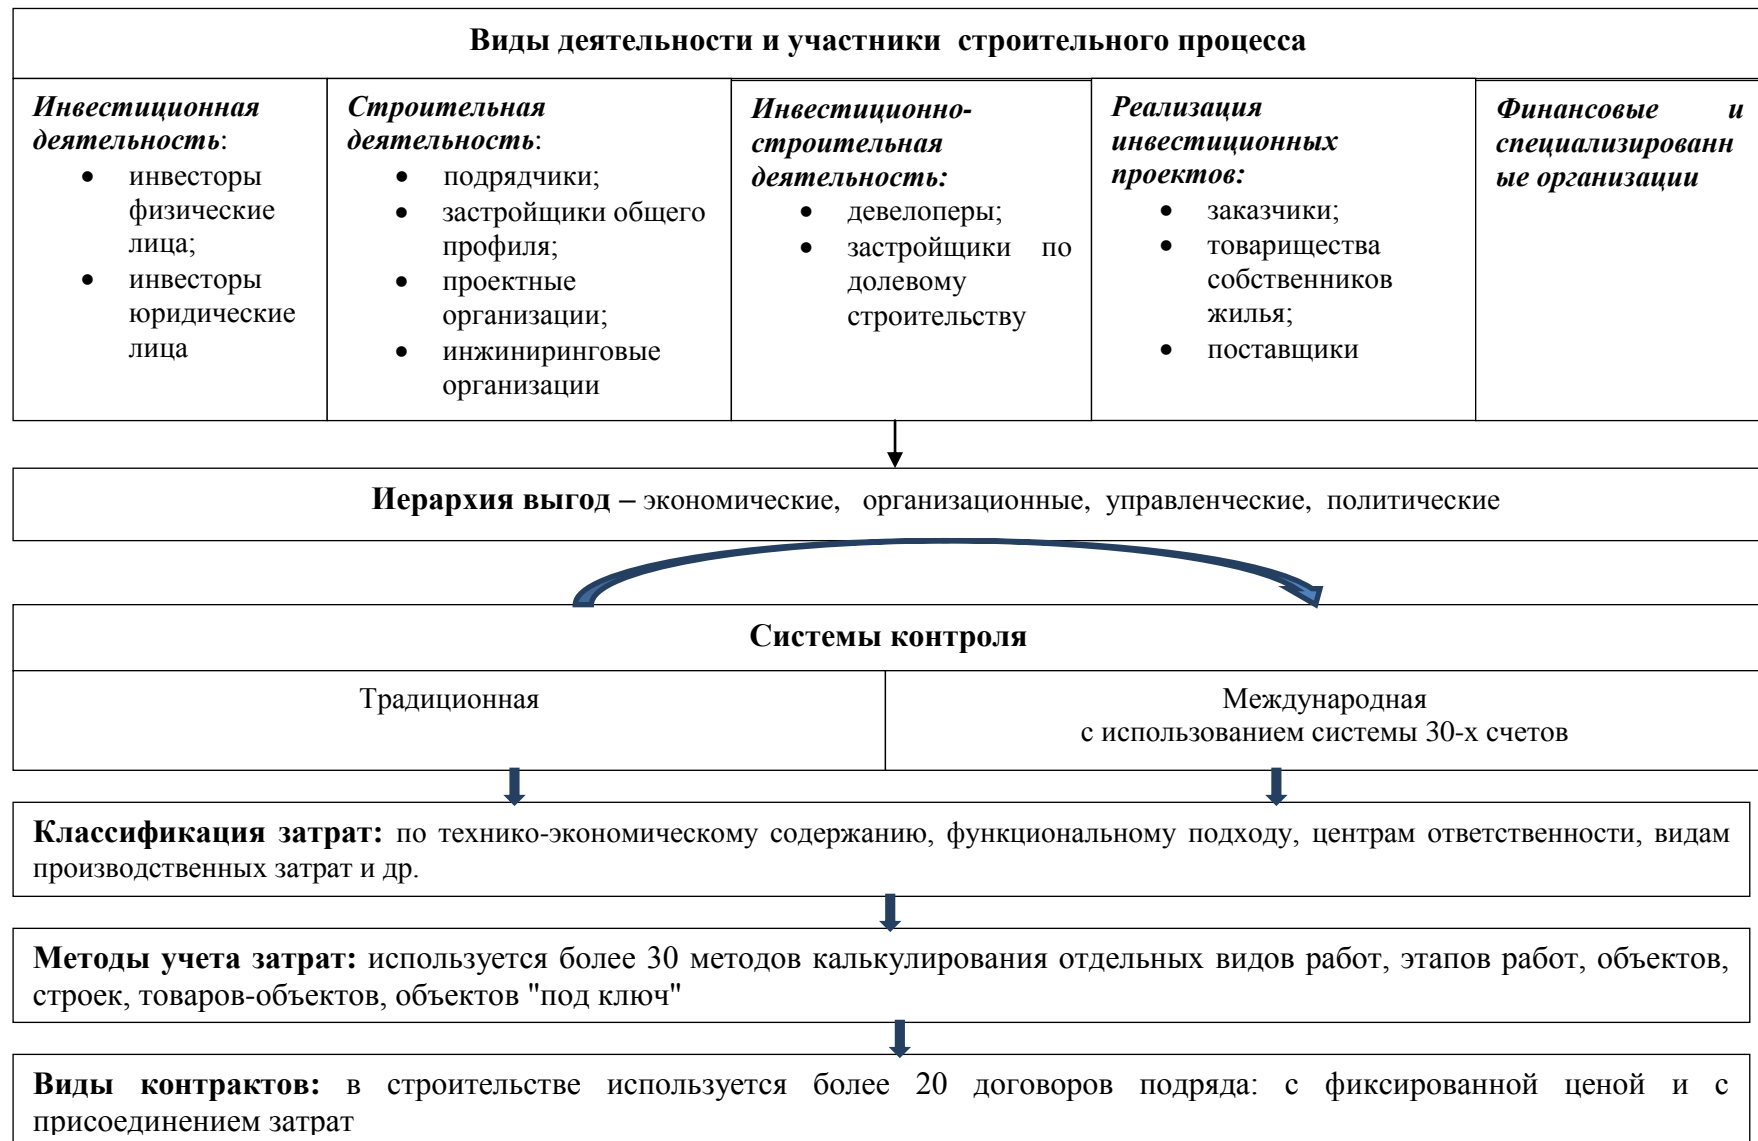 Виды деятельности и участники строительного процесса
Инвестиционная
деятельность:
• инвесторы
физические
лица;
• инвесторы
юридические
лица
Строительная
деятельность:
• подрядчики;
• застройщики общего
профиля;
• проектные
организации;
• инжиниринговые
организации
Инвестиционно-
строительная
деятельность:
• девелоперы;
• застройщики по
долевому
строительству
Реализация
инвестиционных
проектов:
• заказчики;
• товарищества
собственников
жилья;
• поставщики
Финансовые и
специализированн
ые организации
Иерархия выгод – экономические, организационные, управленческие, политические
Системы контроля
Традиционная
Международная
с использованием системы 30-х счетов
Классификация затрат: по технико-экономическому содержанию, функциональному подходу, центрам ответственности, видам
производственных затрат и др.
Методы учета затрат: используется более 30 методов калькулирования отдельных видов работ, этапов работ, объектов,
строек, товаров-объектов, объектов "под ключ"
Виды контрактов: в строительстве используется более 20 договоров подряда: с фиксированной ценой и с
присоединением затрат